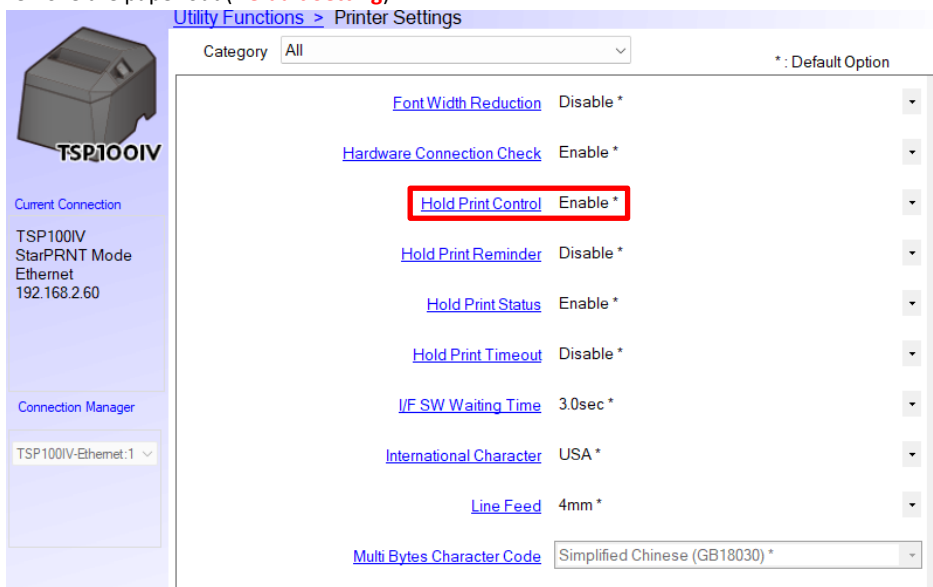 Utility Functions > Printer Settings
Category All
* : Default Option
TSP100IV
Font Width Reduction Disable *
Hardware Connection Check Enable *
Current Connection
Hold Print Control Enable *
TSP100IV
StarPRNT Mode
Ethernet
192.168.2.60
Hold Print Reminder Disable *
Hold Print Status Enable *
Hold Print Timeout Disable *
Connection Manager
I/F SW Waiting Time 3.0sec *
TSP100IV-Ethernet:1
International Character USA *
Line Feed 4mm *
Multi Bytes Character Code Simplified Chinese (GB18030) *